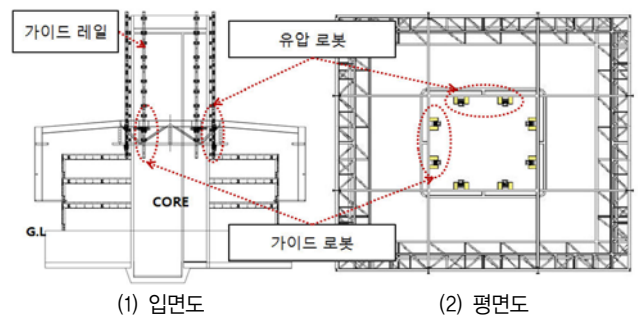 가이드 레일
유압 로봇
CORE
G.L
가이드 로봇
(1) 입면도
(2) 평면도